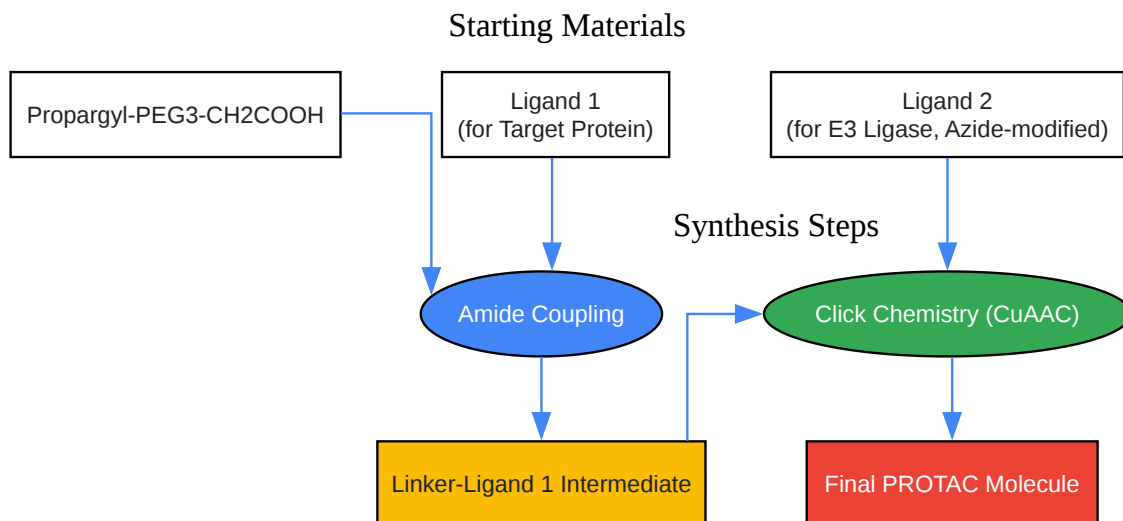 Starting Materials
Propargyl-PEG3-CH2COOH
Ligand 1
(for Target Protein)
Ligand 2
(for E3 Ligase, Azide-modified)
Synthesis Steps
Amide Coupling
Click Chemistry (CuAAC)
Linker-Ligand 1 Intermediate
Final PROTAC Molecule